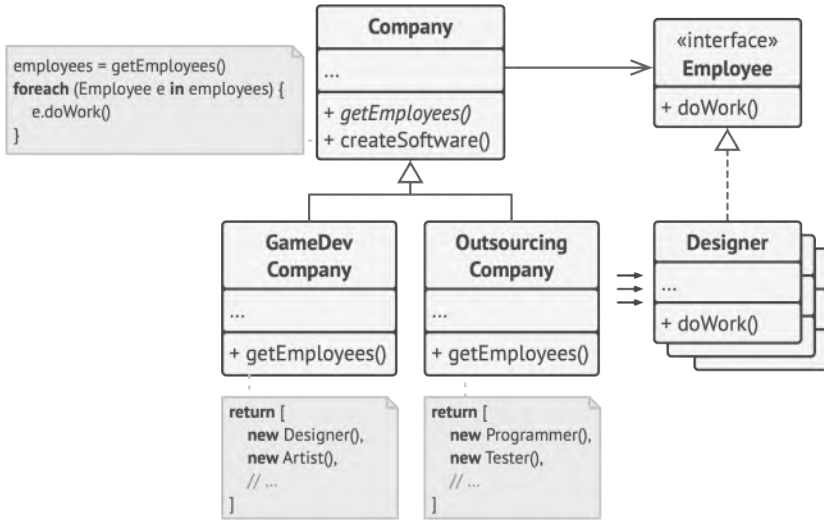 employees = getEmployees()
foreach (Employee e in employees) {
e.doWork()
}
Company
...
+ getEmployees()
+ createSoftware()
«interface»
Employee
+ doWork()
GameDev
Company
...
+ getEmployees()
Outsourcing
Company
...
+ getEmployees()
Designer
...
+ doWork()
return [
new Designer(),
new Artist(),
// ...
]
return [
new Programmer(),
new Tester(),
// ...
]